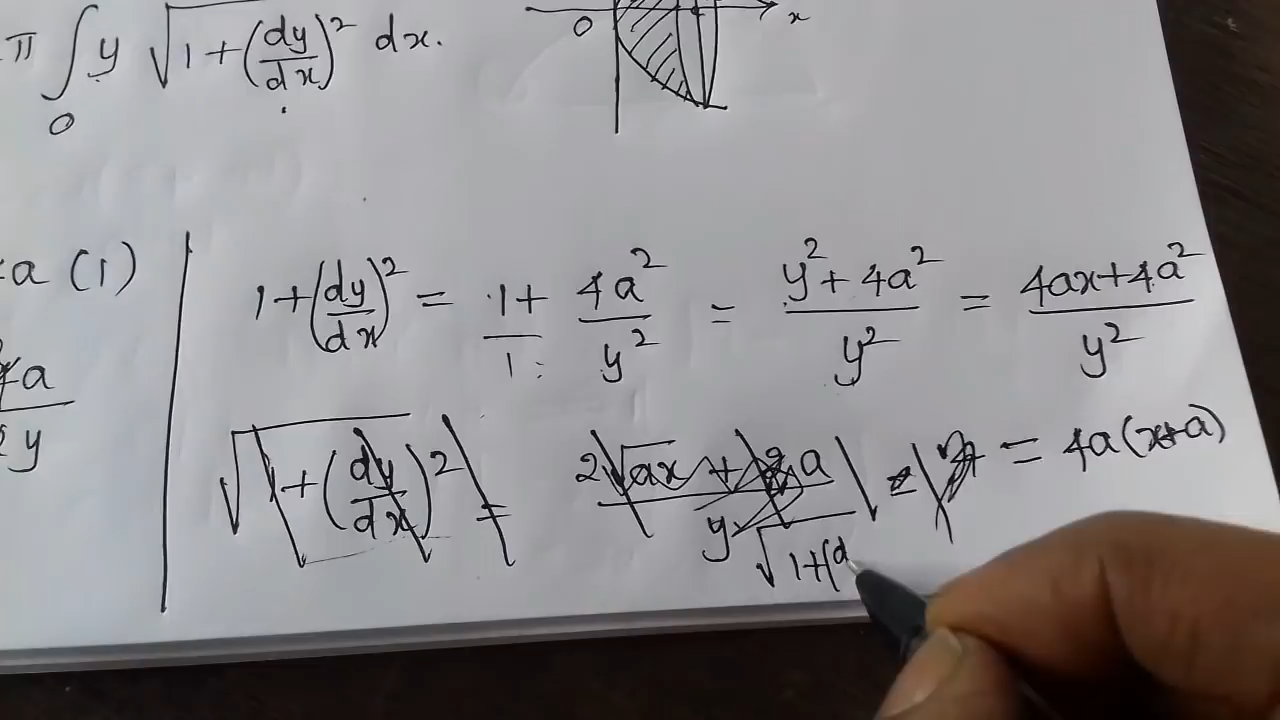 π ∫₀ y √(1+(dy/dx)²) dx.
0 x
a (1)
1+(dy/dx)² = 1/1 + 4a²/y² = (y²+4a²)/y² = (4ax+4a²)/y²
a/y
√(1+(dy/dx)²) = (2√ax + a)/y = 4a(x+a)
√1+(d